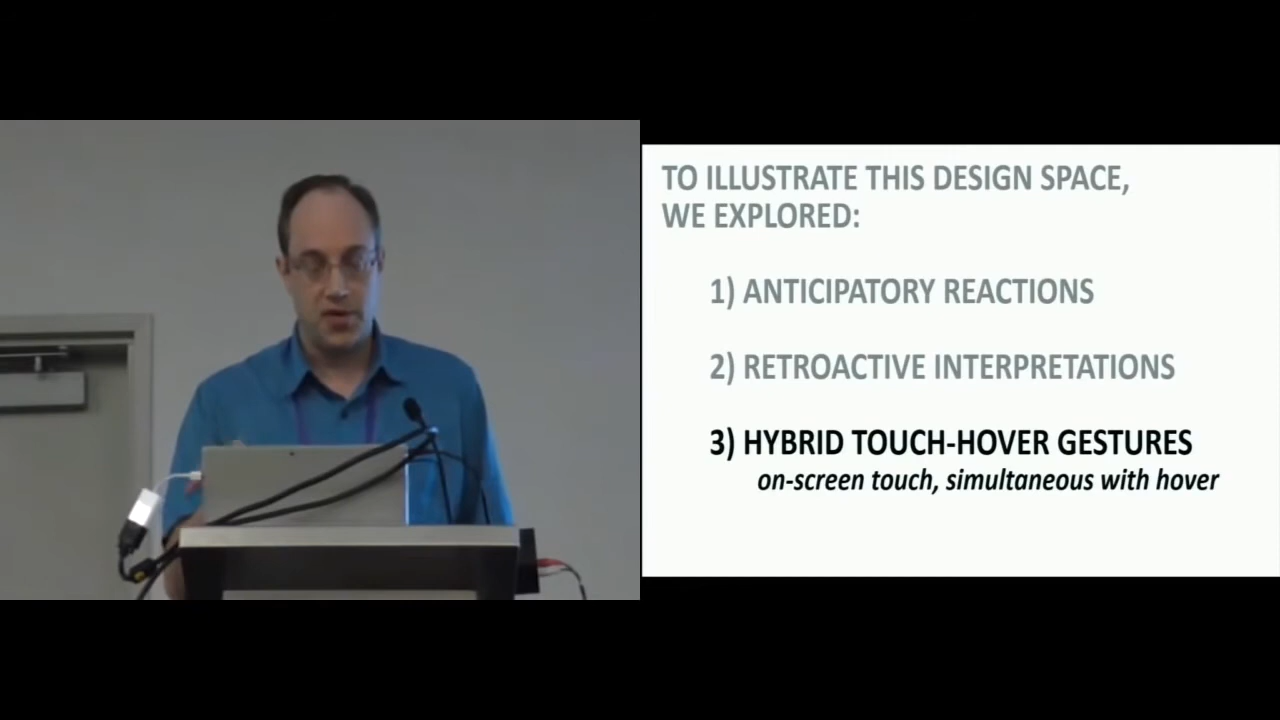 TO ILLUSTRATE THIS DESIGN SPACE,
WE EXPLORED:
1) ANTICIPATORY REACTIONS
2) RETROACTIVE INTERPRETATIONS
3) HYBRID TOUCH-HOVER GESTURES
on-screen touch, simultaneous with hover